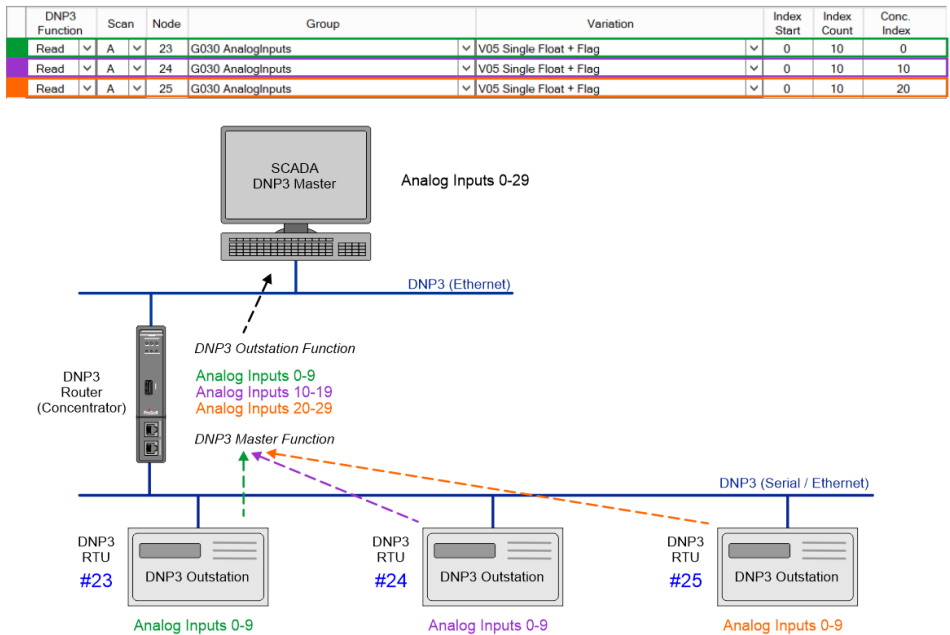 DNP3 Function Scan Node Group Variation Index Start Index Count Conc. Index
Read A 23 G030 AnalogInputs V05 Single Float + Flag 0 10 0
Read A 24 G030 AnalogInputs V05 Single Float + Flag 0 10 10
Read A 25 G030 AnalogInputs V05 Single Float + Flag 0 10 20
SCADA
DNP3 Master
Analog Inputs 0-29
DNP3 (Ethernet)
DNP3 Outstation Function
DNP3
Router
(Concentrator)
Analog Inputs 0-9
Analog Inputs 10-19
Analog Inputs 20-29
DNP3 Master Function
DNP3 (Serial / Ethernet)
DNP3
RTU
#23
DNP3 Outstation
Analog Inputs 0-9
DNP3
RTU
#24
DNP3 Outstation
Analog Inputs 0-9
DNP3
RTU
#25
DNP3 Outstation
Analog Inputs 0-9